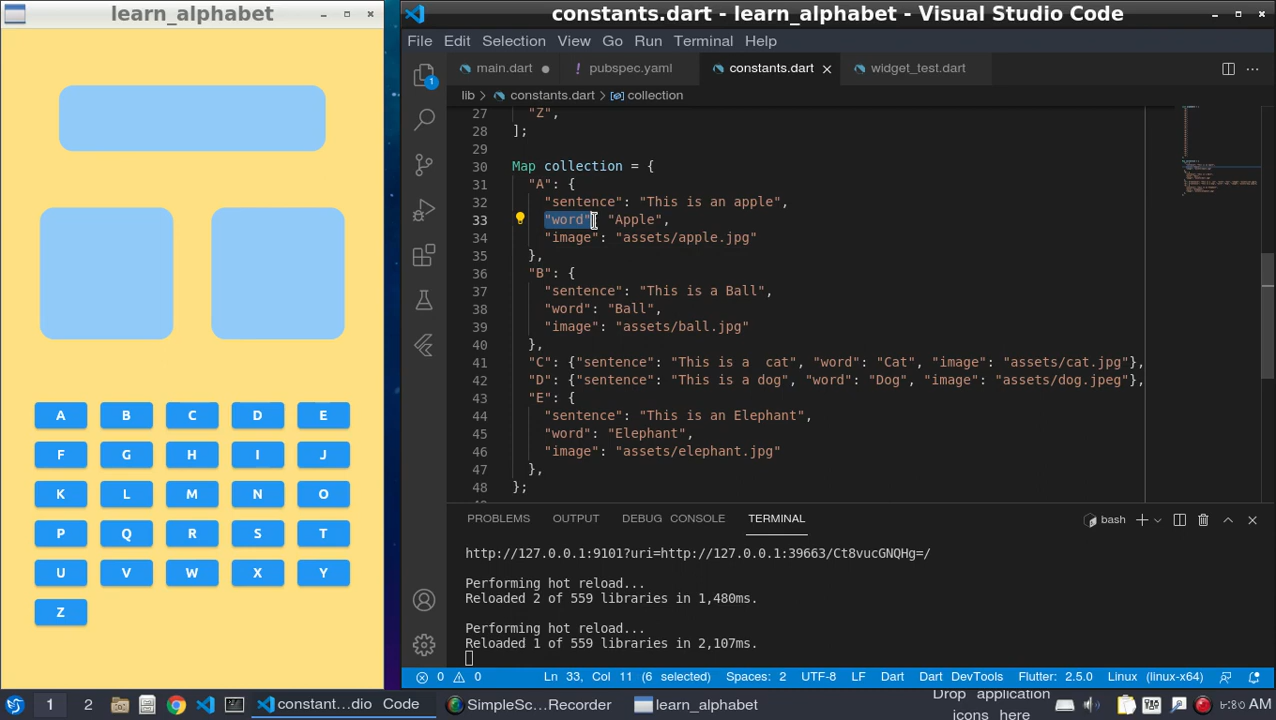 learn_alphabet
A B C D E
F G H I J
K L M N O
P Q R S T
U V W X Y
Z
constants.dart - learn_alphabet - Visual Studio Code
File Edit Selection View Go Run Terminal Help
main.dart pubspec.yaml constants.dart widget_test.dart
lib > constants.dart > collection
1
27 "Z",
28 ];
29
30 Map collection = {
31 "A": {
32 "sentence": "This is an apple",
33 "word": "Apple",
34 "image": "assets/apple.jpg"
35 },
36 "B": {
37 "sentence": "This is a Ball",
38 "word": "Ball",
39 "image": "assets/ball.jpg"
40 },
41 "C": {"sentence": "This is a  cat", "word": "Cat", "image": "assets/cat.jpg"},
42 "D": {"sentence": "This is a dog", "word": "Dog", "image": "assets/dog.jpeg"},
43 "E": {
44 "sentence": "This is an Elephant",
45 "word": "Elephant",
46 "image": "assets/elephant.jpg"
47 },
48 };
PROBLEMS OUTPUT DEBUG CONSOLE TERMINAL
bash
http://127.0.0.1:9101?uri=http://127.0.0.1:39663/Ct8vucGNQHg=/
Performing hot reload...
Reloaded 2 of 559 libraries in 1,480ms.
Performing hot reload...
Reloaded 1 of 559 libraries in 2,107ms.
0 0 Ln 33, Col 11 (6 selected) Spaces: 2 UTF-8 LF Dart Dart DevTools Flutter: 2.5.0 Linux (linux-x64)
1 2 constant...dio Code SimpleSc...Recorder learn_alphabet
Drop application
icons here
AM